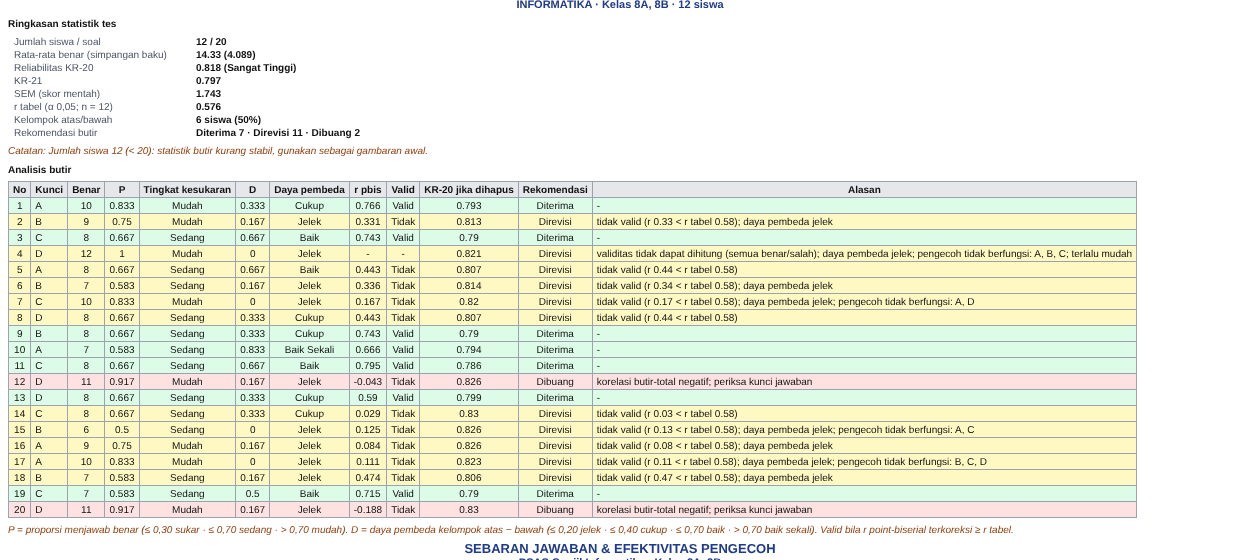 INFORMATIKA · Kelas 8A, 8B · 12 siswa
Ringkasan statistik tes
Jumlah siswa / soal 12 / 20
Rata-rata benar (simpangan baku) 14.33 (4.089)
Reliabilitas KR-20 0.818 (Sangat Tinggi)
KR-21 0.797
SEM (skor mentah) 1.743
r tabel (α 0,05; n = 12) 0.576
Kelompok atas/bawah 6 siswa (50%)
Rekomendasi butir Diterima 7 · Direvisi 11 · Dibuang 2
Catatan: Jumlah siswa 12 (< 20): statistik butir kurang stabil, gunakan sebagai gambaran awal.
Analisis butir
No Kunci Benar P Tingkat kesukaran D Daya pembeda r pbis Valid KR-20 jika dihapus Rekomendasi Alasan
1 A 10 0.833 Mudah 0.333 Cukup 0.766 Valid 0.793 Diterima -
2 B 9 0.75 Mudah 0.167 Jelek 0.331 Tidak 0.813 Direvisi tidak valid (r 0.33 < r tabel 0.58); daya pembeda jelek
3 C 8 0.667 Sedang 0.667 Baik 0.743 Valid 0.79 Diterima -
4 D 12 1 Mudah 0 Jelek - - 0.821 Direvisi validitas tidak dapat dihitung (semua benar/salah); daya pembeda jelek; pengecoh tidak berfungsi: A, B, C; terlalu mudah
5 A 8 0.667 Sedang 0.667 Baik 0.443 Tidak 0.807 Direvisi tidak valid (r 0.44 < r tabel 0.58)
6 B 7 0.583 Sedang 0.167 Jelek 0.336 Tidak 0.814 Direvisi tidak valid (r 0.34 < r tabel 0.58); daya pembeda jelek
7 C 10 0.833 Mudah 0 Jelek 0.167 Tidak 0.82 Direvisi tidak valid (r 0.17 < r tabel 0.58); daya pembeda jelek; pengecoh tidak berfungsi: A, D
8 D 8 0.667 Sedang 0.333 Cukup 0.443 Tidak 0.807 Direvisi tidak valid (r 0.44 < r tabel 0.58)
9 B 8 0.667 Sedang 0.333 Cukup 0.743 Valid 0.79 Diterima -
10 A 7 0.583 Sedang 0.833 Baik Sekali 0.666 Valid 0.794 Diterima -
11 C 8 0.667 Sedang 0.667 Baik 0.795 Valid 0.786 Diterima -
12 D 11 0.917 Mudah 0.167 Jelek -0.043 Tidak 0.826 Dibuang korelasi butir-total negatif; periksa kunci jawaban
13 D 8 0.667 Sedang 0.333 Cukup 0.59 Valid 0.799 Diterima -
14 C 8 0.667 Sedang 0.333 Cukup 0.029 Tidak 0.83 Direvisi tidak valid (r 0.03 < r tabel 0.58)
15 B 6 0.5 Sedang 0 Jelek 0.125 Tidak 0.826 Direvisi tidak valid (r 0.13 < r tabel 0.58); daya pembeda jelek; pengecoh tidak berfungsi: A, C
16 A 9 0.75 Mudah 0.167 Jelek 0.084 Tidak 0.826 Direvisi tidak valid (r 0.08 < r tabel 0.58); daya pembeda jelek
17 A 10 0.833 Mudah 0 Jelek 0.111 Tidak 0.823 Direvisi tidak valid (r 0.11 < r tabel 0.58); daya pembeda jelek; pengecoh tidak berfungsi: B, C, D
18 B 7 0.583 Sedang 0.167 Jelek 0.474 Tidak 0.806 Direvisi tidak valid (r 0.47 < r tabel 0.58); daya pembeda jelek
19 C 7 0.583 Sedang 0.5 Baik 0.715 Valid 0.79 Diterima -
20 D 11 0.917 Mudah 0.167 Jelek -0.188 Tidak 0.83 Dibuang korelasi butir-total negatif; periksa kunci jawaban
P = proporsi menjawab benar (≤ 0,30 sukar · ≤ 0,70 sedang · > 0,70 mudah). D = daya pembeda kelompok atas − bawah (≤ 0,20 jelek · ≤ 0,40 cukup · ≤ 0,70 baik · > 0,70 baik sekali). Valid bila r point-biserial terkoreksi ≥ r tabel.
SEBARAN JAWABAN & EFEKTIVITAS PENGECOH